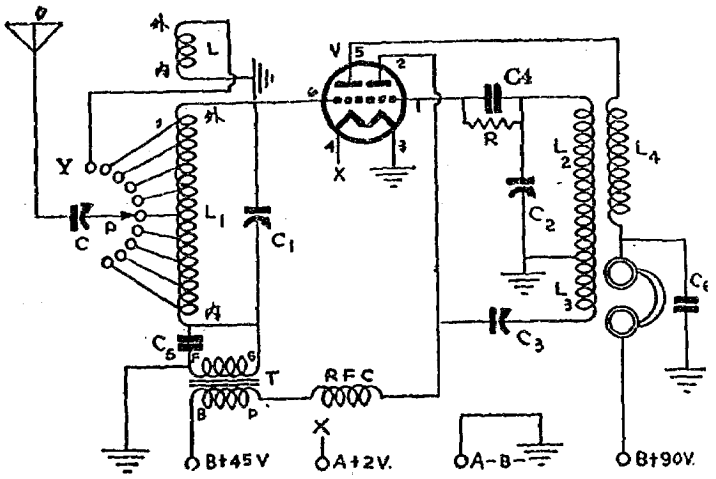 外
L
内
V 5 2
6 1
4 3
X
C4
R
L2
L4
C2
L3
C3
C6
Y
1
外
L1
C1
C P
内
C5
F G
T
B P
RFC
X
B+45V
A+2V.
A-B-
B+90V.